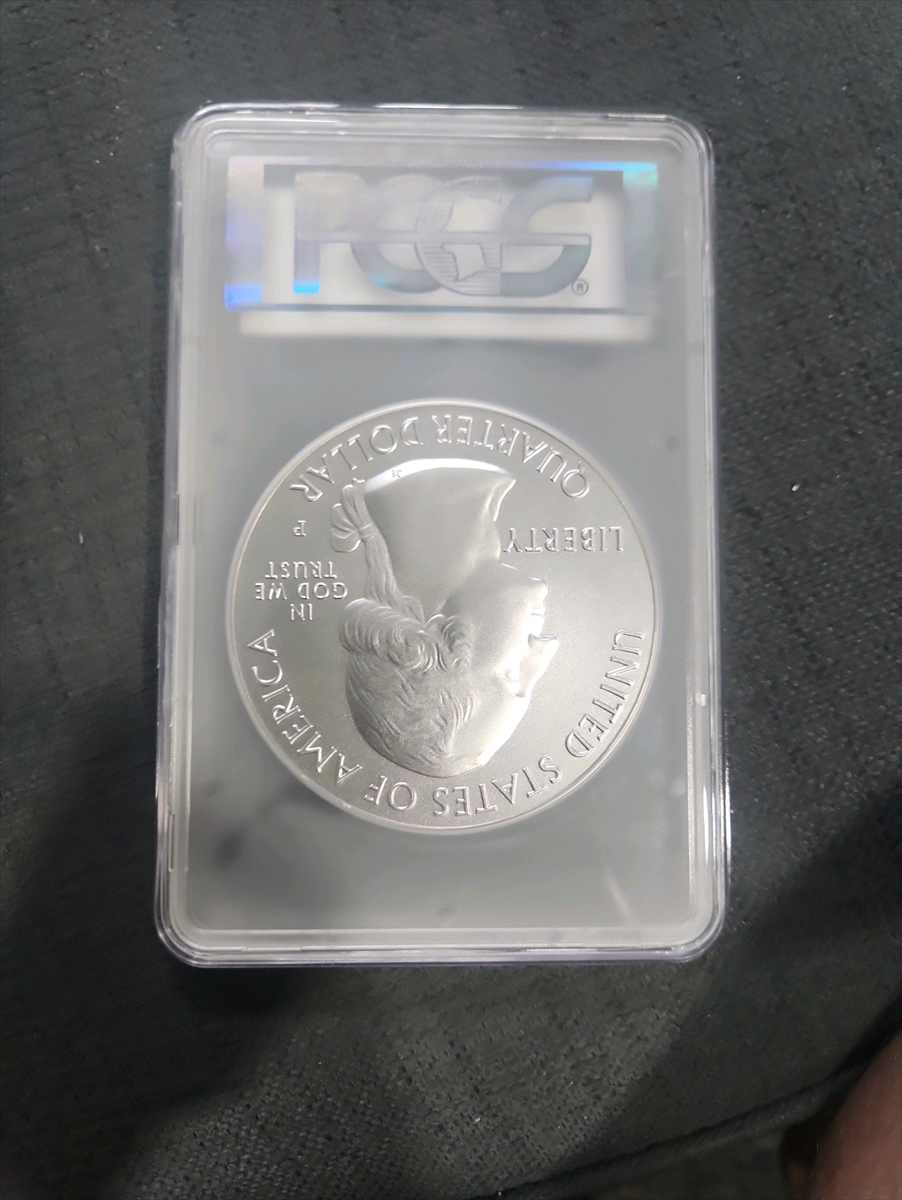 PCGS®
UNITED STATES OF AMERICA
LIBERTY
IN
GOD WE
TRUST
P
QUARTER DOLLAR